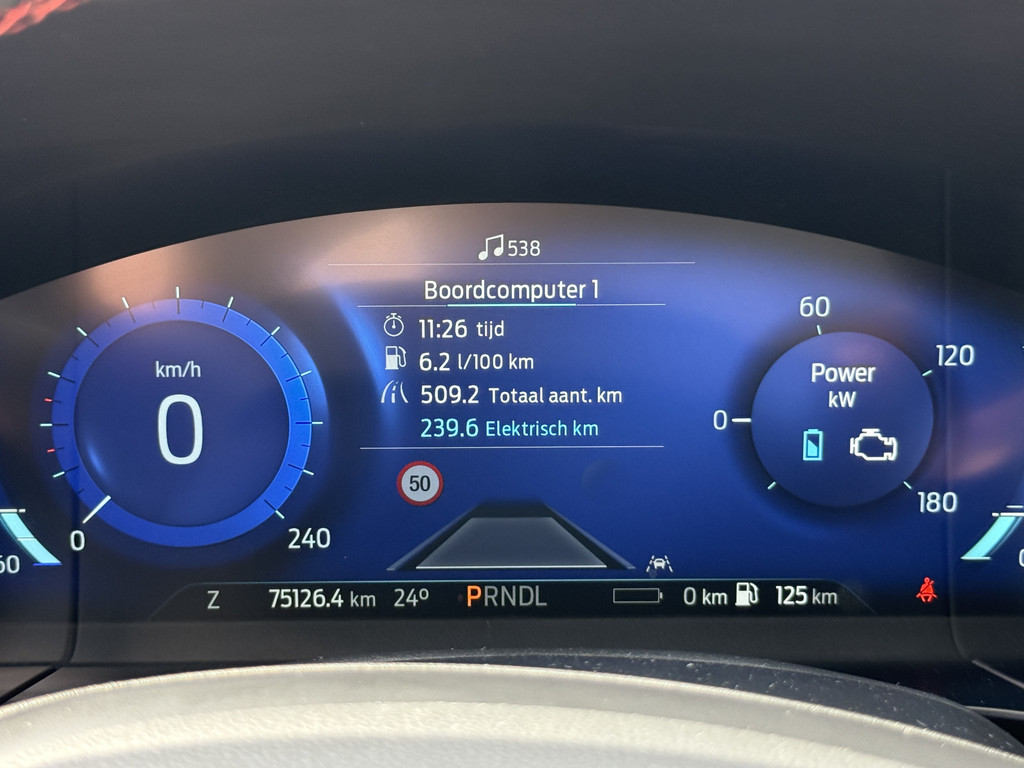 538
Boordcomputer 1
11:26 tijd
6.2 l/100 km
509.2 Totaal aant. km
239.6 Elektrisch km
km/h
0
0
240
50
60
120
Power
kW
0
180
Z 75126.4 km 24° PRNDL 0 km 125 km